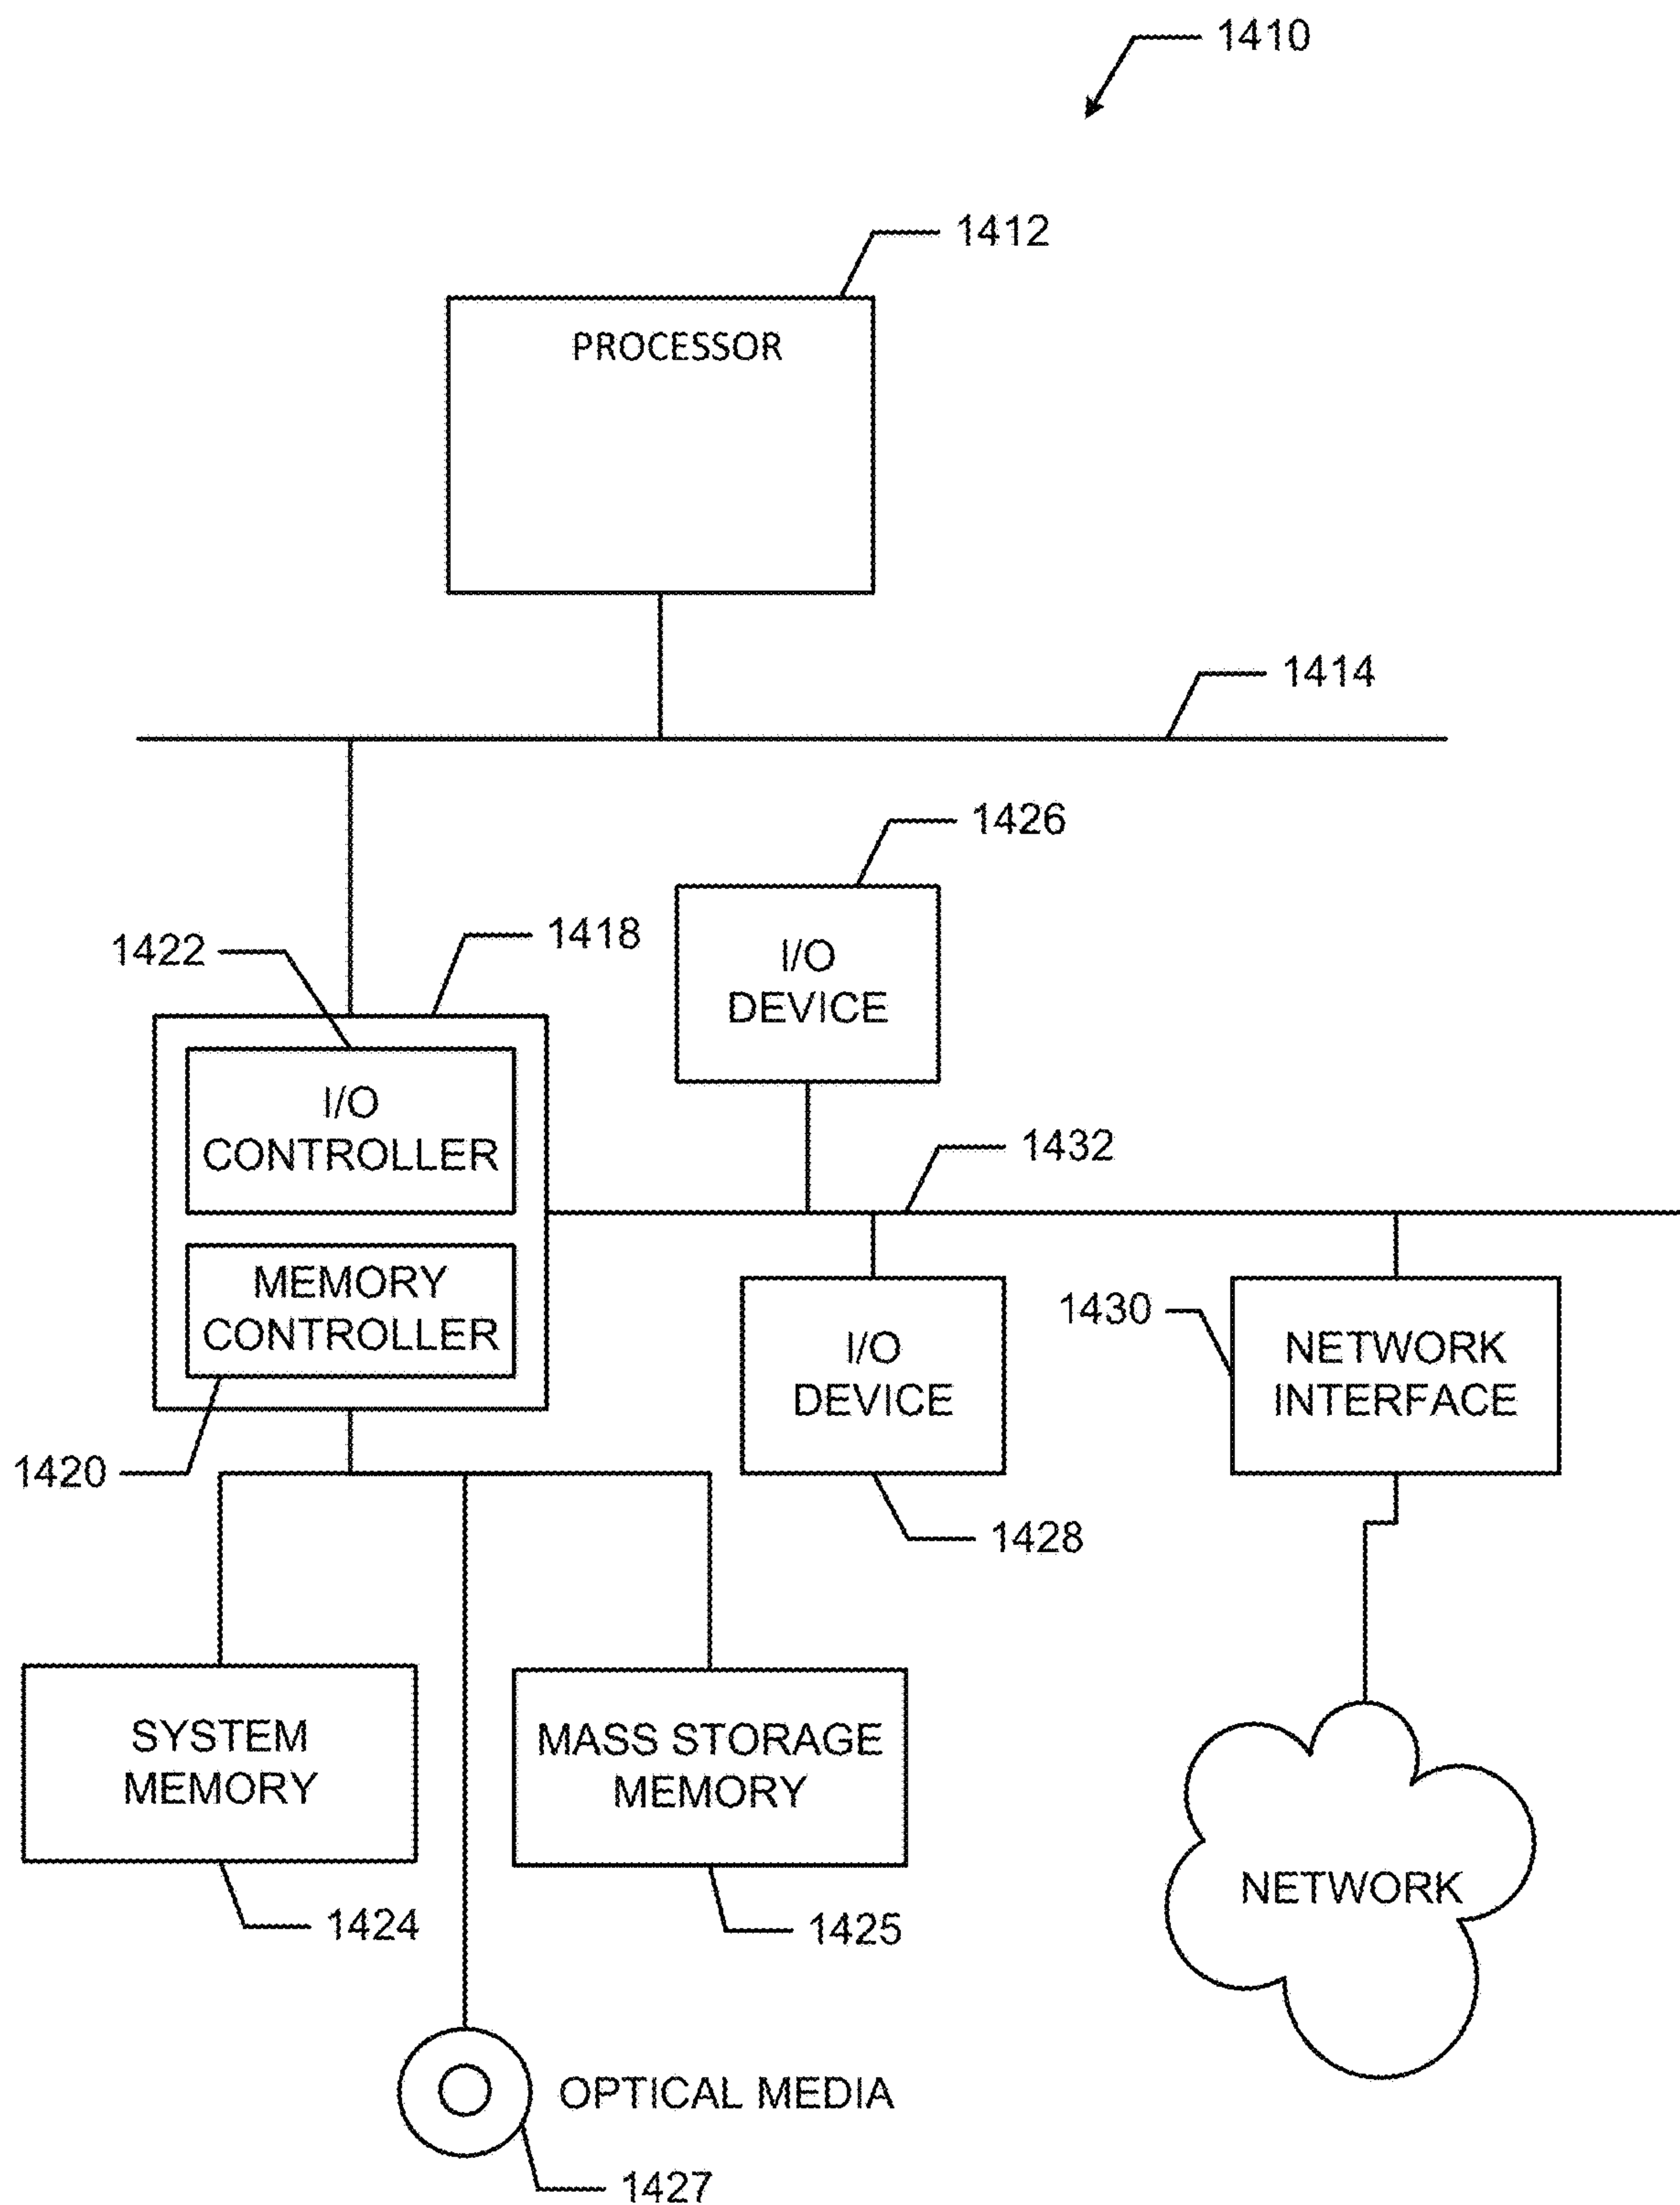 1410
1412
PROCESSOR
1414
1426
1418
1422
I/O
DEVICE
I/O
CONTROLLER
1432
MEMORY
CONTROLLER
1430
I/O
DEVICE
NETWORK
INTERFACE
1420
1428
SYSTEM
MEMORY
MASS STORAGE
MEMORY
NETWORK
1424
1425
OPTICAL MEDIA
1427